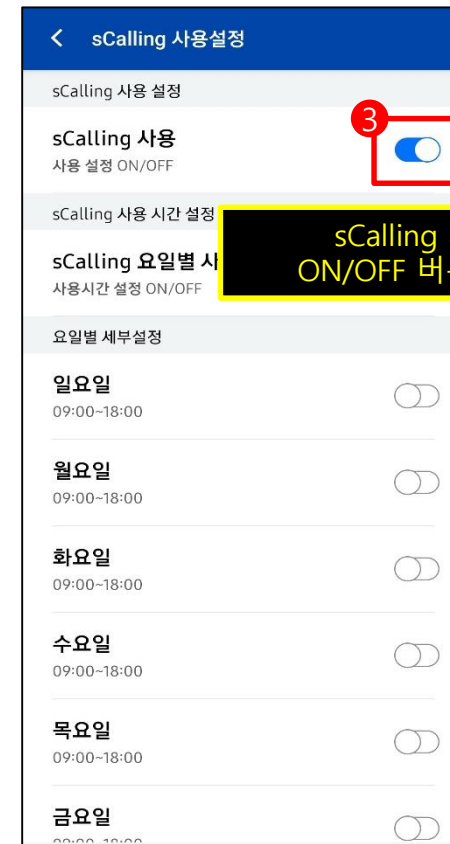 sCalling 사용설정
sCalling 사용 설정
3
sCalling 사용
사용 설정 ON/OFF
sCalling 사용 시간 설정
sCalling
ON/OFF
sCalling 요일별
사용시간 설정 ON/OFF
요일별 세부설정
일요일
09:00~18:00
월요일
09:00~18:00
화요일
09:00~18:00
수요일
09:00~18:00
목요일
09:00~18:00
금요일